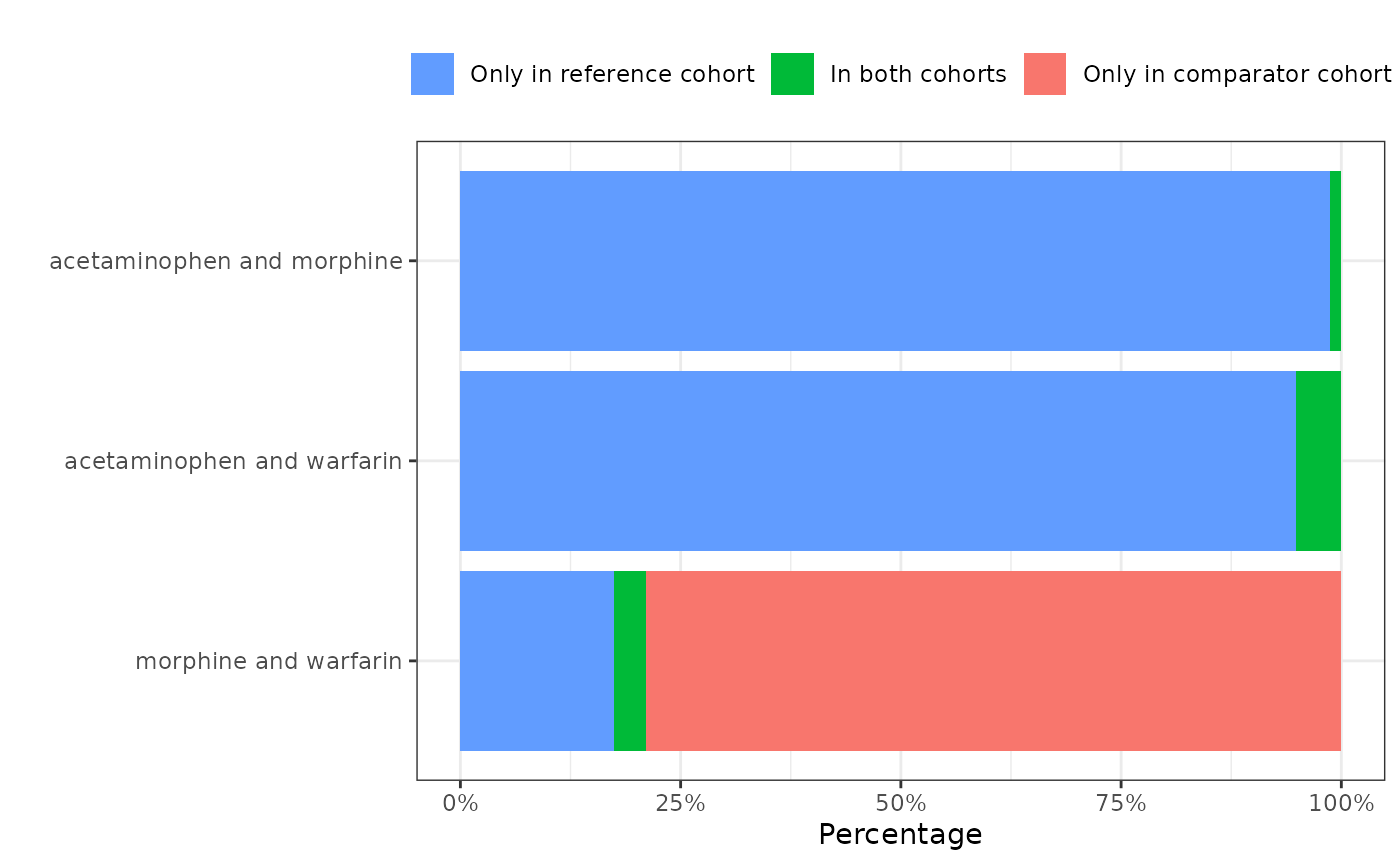 Only in reference cohort In both cohorts Only in comparator cohort
acetaminophen and morphine
acetaminophen and warfarin
morphine and warfarin
0% 25% 50% 75% 100%
Percentage